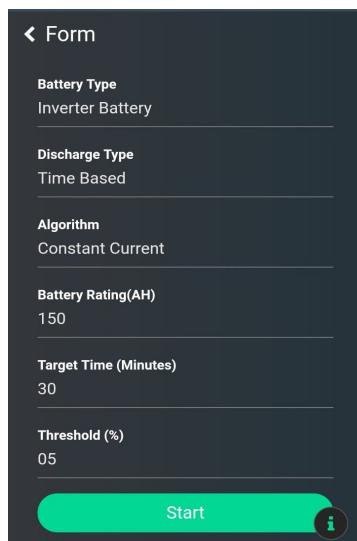 Form
Battery Type
Inverter Battery
Discharge Type
Time Based
Algorithm
Constant Current
Battery Rating(AH)
150
Target Time (Minutes)
30
Threshold (%)
05
Start
i